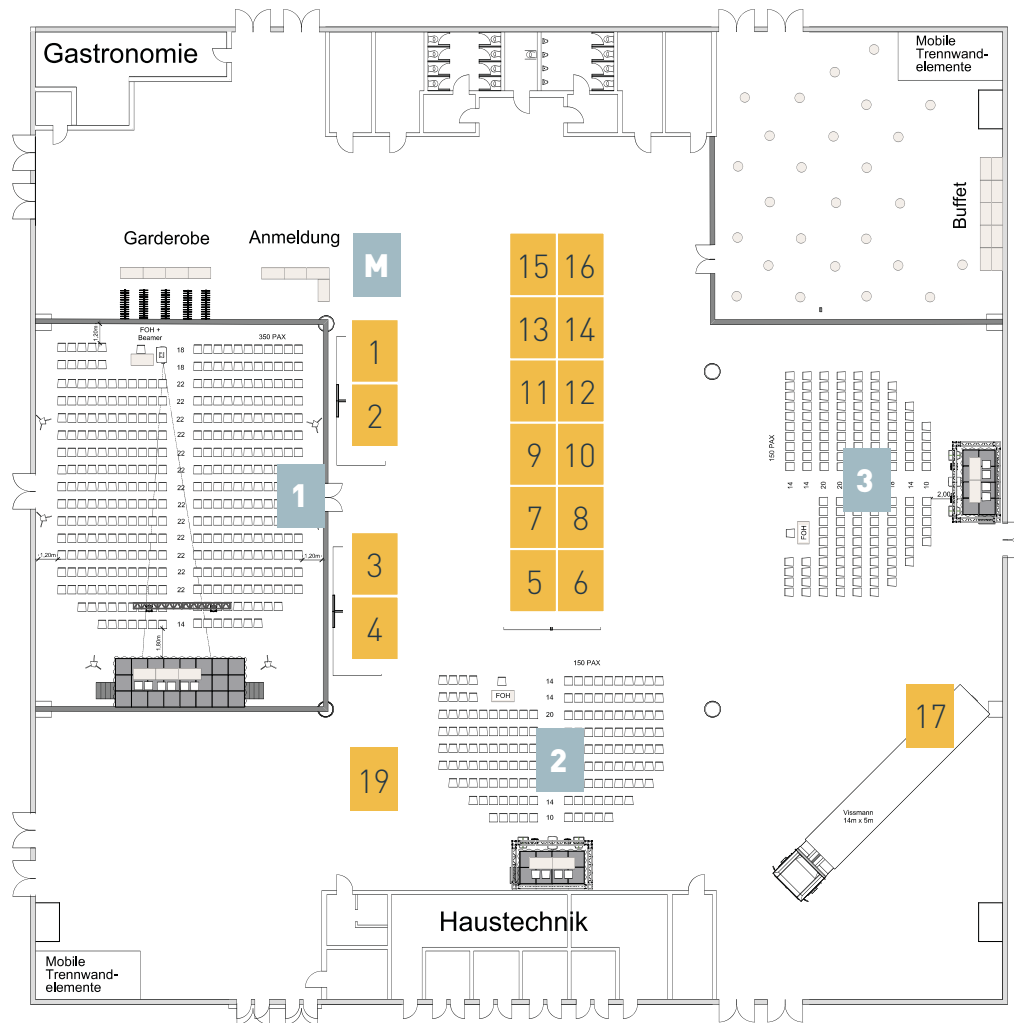 Gastronomie
Mobile
Trennwand-
elemente
Buffet
Garderobe
Anmeldung
M
15
16
13
14
11
12
9
10
7
8
5
6
1
2
3
4
FOH +
Beamer
350 PAX
1,20m
18
18
22
22
22
22
22
22
22
22
22
22
22
22
22
14
1,20m
1,20m
1
1,60m
150 PAX
14
14
20
20
14
10
3
2,00
FOH
150 PAX
14
14
20
FOH
2
14
10
17
19
Vissmann
14m x 5m
Haustechnik
Mobile
Trennwand-
elemente